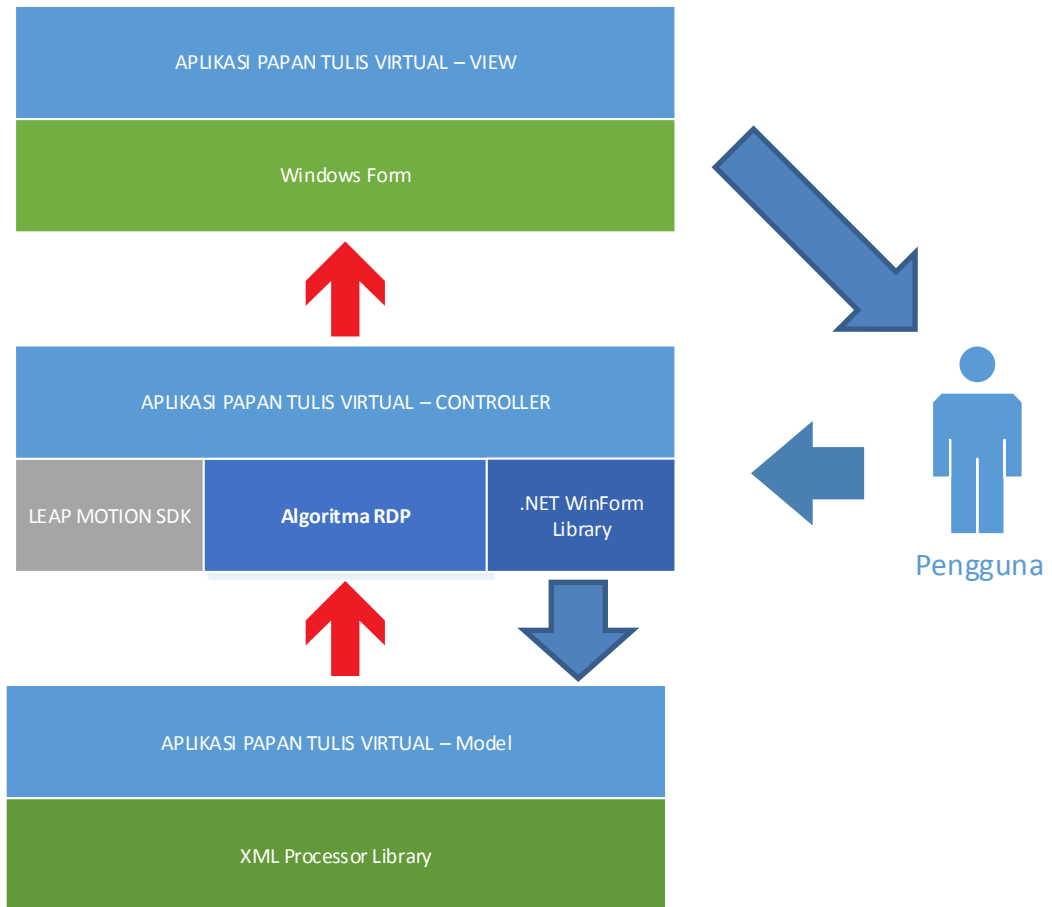 APLIKASI PAPAN TULIS VIRTUAL – VIEW
Windows Form
APLIKASI PAPAN TULIS VIRTUAL – CONTROLLER
LEAP MOTION SDK
Algoritma RDP
.NET WinForm
Library
Pengguna
APLIKASI PAPAN TULIS VIRTUAL – Model
XML Processor Library